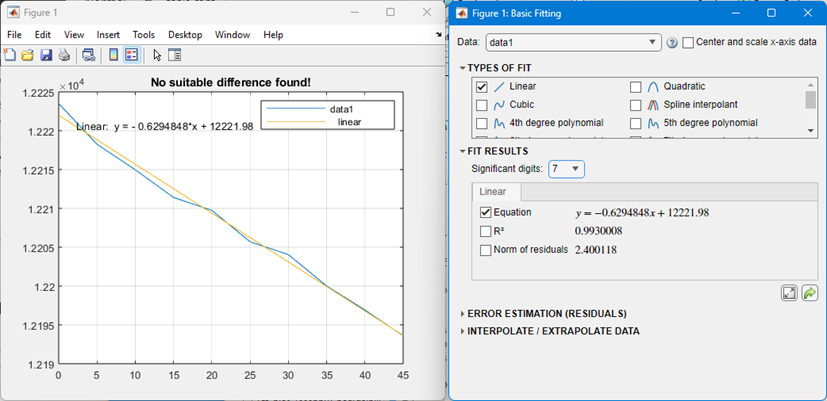 Figure 1
File Edit View Insert Tools Desktop Window Help
No suitable difference found!
×10⁴
1.2225
1.222
1.2215
1.221
1.2205
1.22
1.2195
1.219
Linear: y = - 0.6294848*x + 12221.98
data1
linear
0 5 10 15 20 25 30 35 40 45
Figure 1: Basic Fitting
Data: data1 Center and scale x-axis data
TYPES OF FIT
Linear Quadratic
Cubic Spline interpolant
4th degree polynomial 5th degree polynomial
FIT RESULTS
Significant digits: 7
Linear
Equation y = −0.6294848x + 12221.98
R² 0.9930008
Norm of residuals 2.400118
ERROR ESTIMATION (RESIDUALS)
INTERPOLATE / EXTRAPOLATE DATA